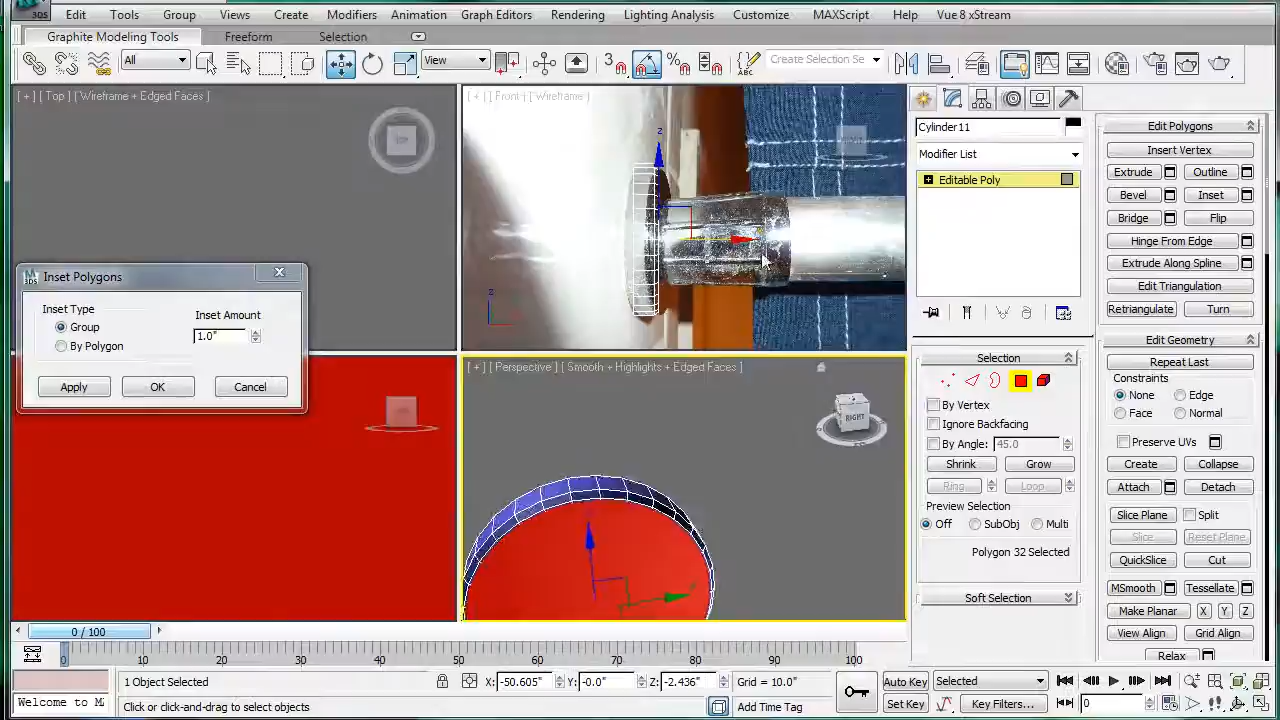 3DS
Edit Tools Group Views Create Modifiers Animation Graph Editors Rendering Lighting Analysis Customize MAXScript Help Vue 8 xStream
Graphite Modeling Tools Freeform Selection
All View 3 Create Selection Se
[ + ] [ Top ] [ Wireframe + Edged Faces ]
[ + ] [ Front ] [ Wireframe ]
Cylinder11
Modifier List
Editable Poly
Edit Polygons
Insert Vertex
Extrude Outline
Bevel Inset
Bridge Flip
Hinge From Edge
Extrude Along Spline
Edit Triangulation
Retriangulate Turn
Edit Geometry
Repeat Last
Constraints
None Edge
Face Normal
Preserve UVs
Create Collapse
Attach Detach
Slice Plane Split
Slice Reset Plane
QuickSlice Cut
MSmooth Tessellate
Make Planar X Y Z
View Align Grid Align
Relax
Selection
By Vertex
Ignore Backfacing
By Angle: 45.0
Shrink Grow
Ring Loop
Preview Selection
Off SubObj Multi
Polygon 32 Selected
Soft Selection
Inset Polygons
Inset Type
Group
By Polygon
Inset Amount
1.0"
Apply OK Cancel
z
z
[ + ] [ Perspective ] [ Smooth + Highlights + Edged Faces ]
RIGHT
0 / 100
0 10 20 30 40 50 60 70 80 90 100
1 Object Selected X: -50.605" Y: -0.0" Z: -2.436" Grid = 10.0" Auto Key Selected
Welcome to M Click or click-and-drag to select objects Add Time Tag Set Key Key Filters... 0